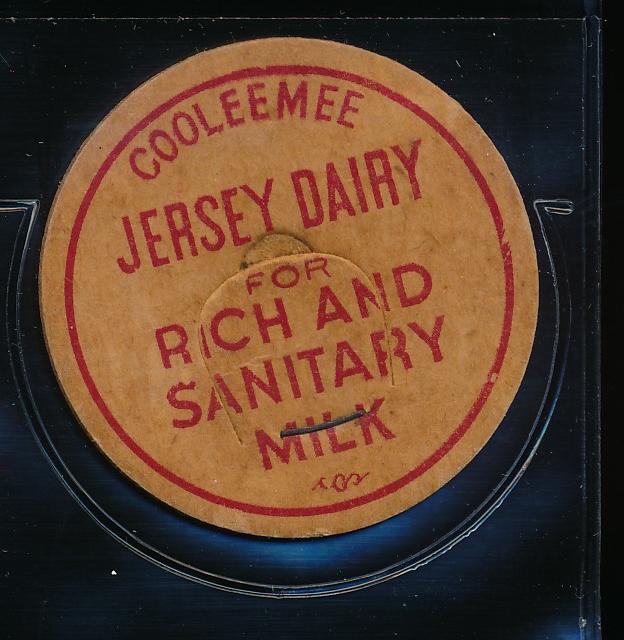 COOLEEMEE
JERSEY DAIRY
FOR
RICH AND
SANITARY
MILK